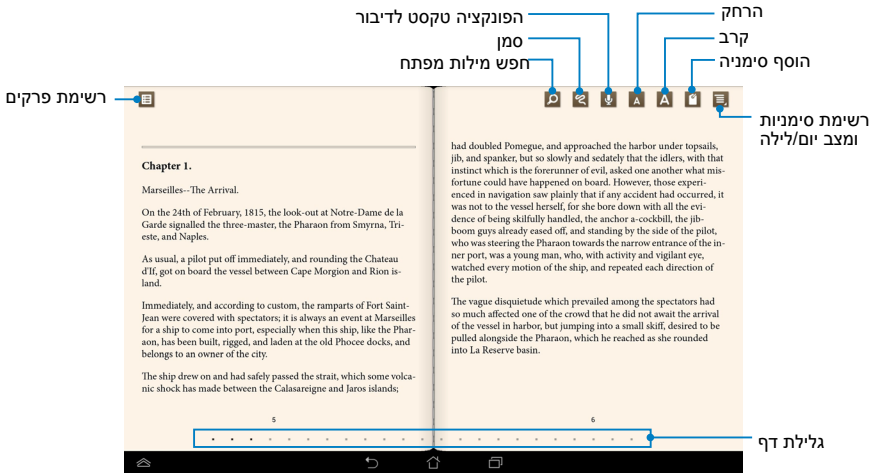 הרחק
הפונקציה טקסט לדיבור
קרב
סמן
הוסף סימניה
חפש מילות מפתח
רשימת פרקים
רשימת סימניות
ומצב יום/לילה
A
A
Chapter 1.
Marseilles--The Arrival.
On the 24th of February, 1815, the look-out at Notre-Dame de la
Garde signalled the three-master, the Pharaon from Smyrna, Tri-
este, and Naples.
As usual, a pilot put off immediately, and rounding the Chateau
d'If, got on board the vessel between Cape Morgion and Rion is-
land.
Immediately, and according to custom, the ramparts of Fort Saint-
Jean were covered with spectators; it is always an event at Marseilles
for a ship to come into port, especially when this ship, like the Phar-
aon, has been built, rigged, and laden at the old Phocee docks, and
belongs to an owner of the city.
The ship drew on and had safely passed the strait, which some volca-
nic shock has made between the Calasareigne and Jaros islands;
5
had doubled Pomegue, and approached the harbor under topsails,
jib, and spanker, but so slowly and sedately that the idlers, with that
instinct which is the forerunner of evil, asked one another what mis-
fortune could have happened on board. However, those experi-
enced in navigation saw plainly that if any accident had occurred, it
was not to the vessel herself, for she bore down with all the evi-
dence of being skilfully handled, the anchor a-cockbill, the jib-
boom guys already eased off, and standing by the side of the pilot,
who was steering the Pharaon towards the narrow entrance of the in-
ner port, was a young man, who, with activity and vigilant eye,
watched every motion of the ship, and repeated each direction of
the pilot.
The vague disquietude which prevailed among the spectators had
so much affected one of the crowd that he did not await the arrival
of the vessel in harbor, but jumping into a small skiff, desired to be
pulled alongside the Pharaon, which he reached as she rounded
into La Reserve basin.
6
גלילת דף